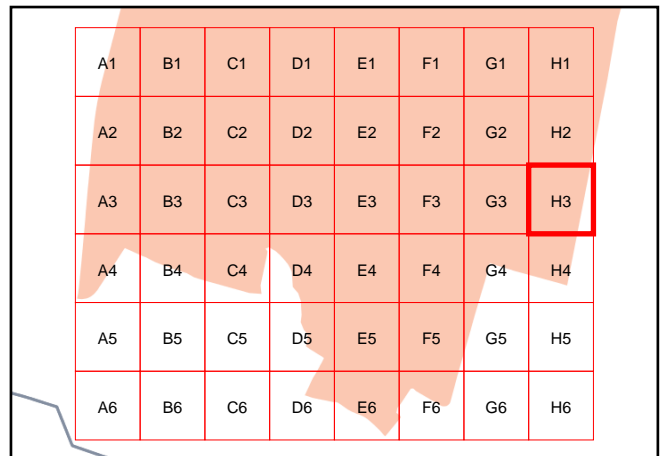 A1 B1 C1 D1 E1 F1 G1 H1
A2 B2 C2 D2 E2 F2 G2 H2
A3 B3 C3 D3 E3 F3 G3 H3
A4 B4 C4 D4 E4 F4 G4 H4
A5 B5 C5 D5 E5 F5 G5 H5
A6 B6 C6 D6 E6 F6 G6 H6